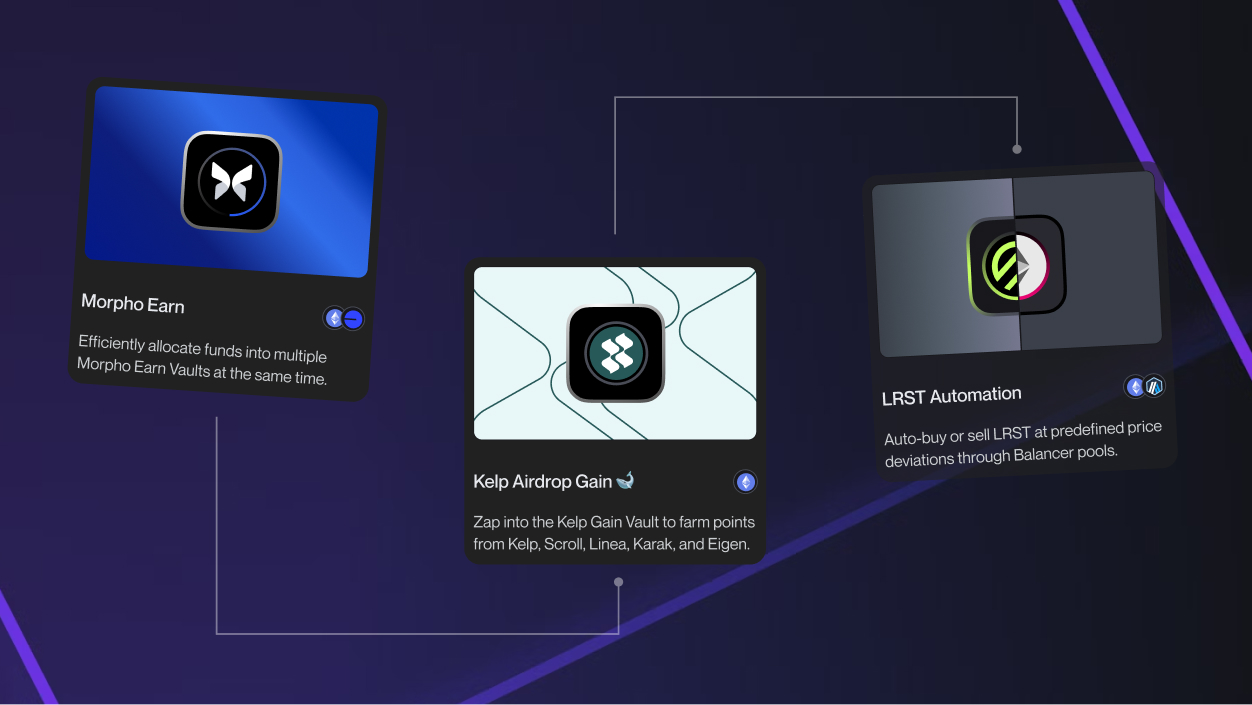 Morpho Earn
Efficiently allocate funds into multiple
Morpho Earn Vaults at the same time.
Kelp Airdrop Gain 🐳
Zap into the Kelp Gain Vault to farm points
from Kelp, Scroll, Linea, Karak, and Eigen.
LRST Automation
Auto-buy or sell LRST at predefined price
deviations through Balancer pools.